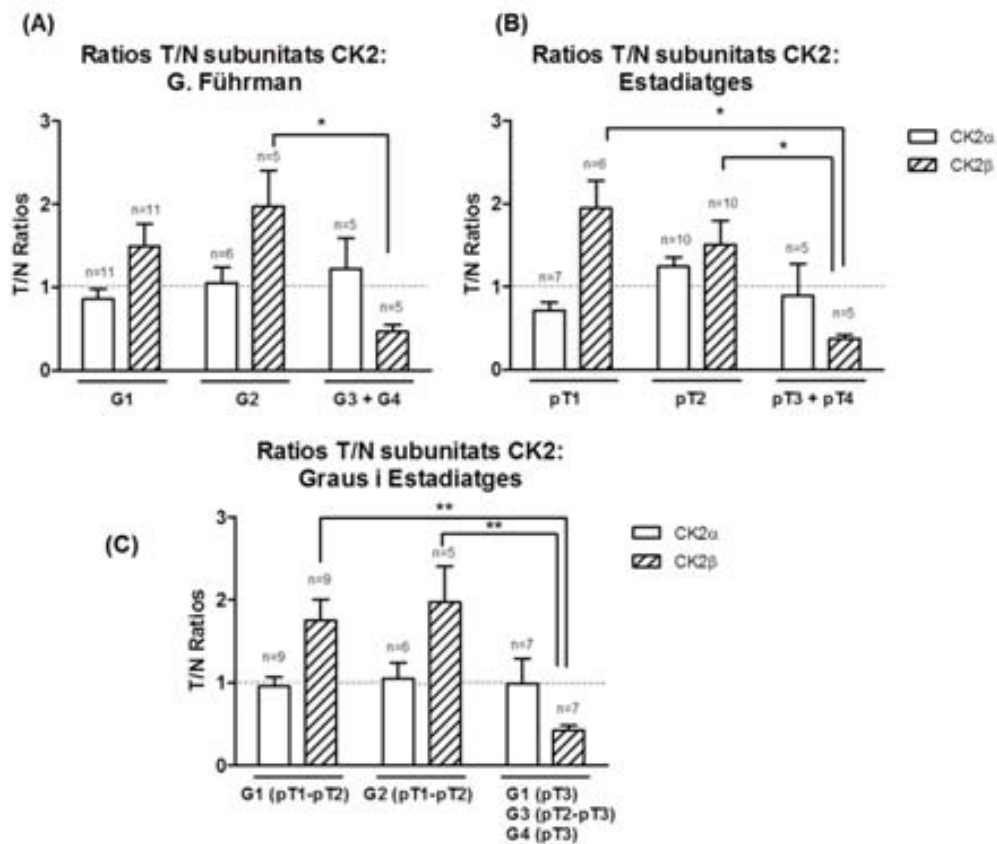 (A)
Ratios T/N subunitats CK2:
G. Führman
T/N Ratios
3
2
1
0
n=11
n=11
n=6
n=5
n=5
n=5
*
G1
G2
G3 + G4
(B)
Ratios T/N subunitats CK2:
Estadiatges
T/N Ratios
3
2
1
0
n=7
n=6
n=10
n=10
n=5
n=5
*
*
pT1
pT2
pT3 + pT4
CK2α
CK2β
(C)
Ratios T/N subunitats CK2:
Graus i Estadiatges
T/N Ratios
3
2
1
0
n=9
n=9
n=6
n=5
n=7
n=7
**
**
G1 (pT1-pT2)
G2 (pT1-pT2)
G1 (pT3)
G3 (pT2-pT3)
G4 (pT3)
CK2α
CK2β